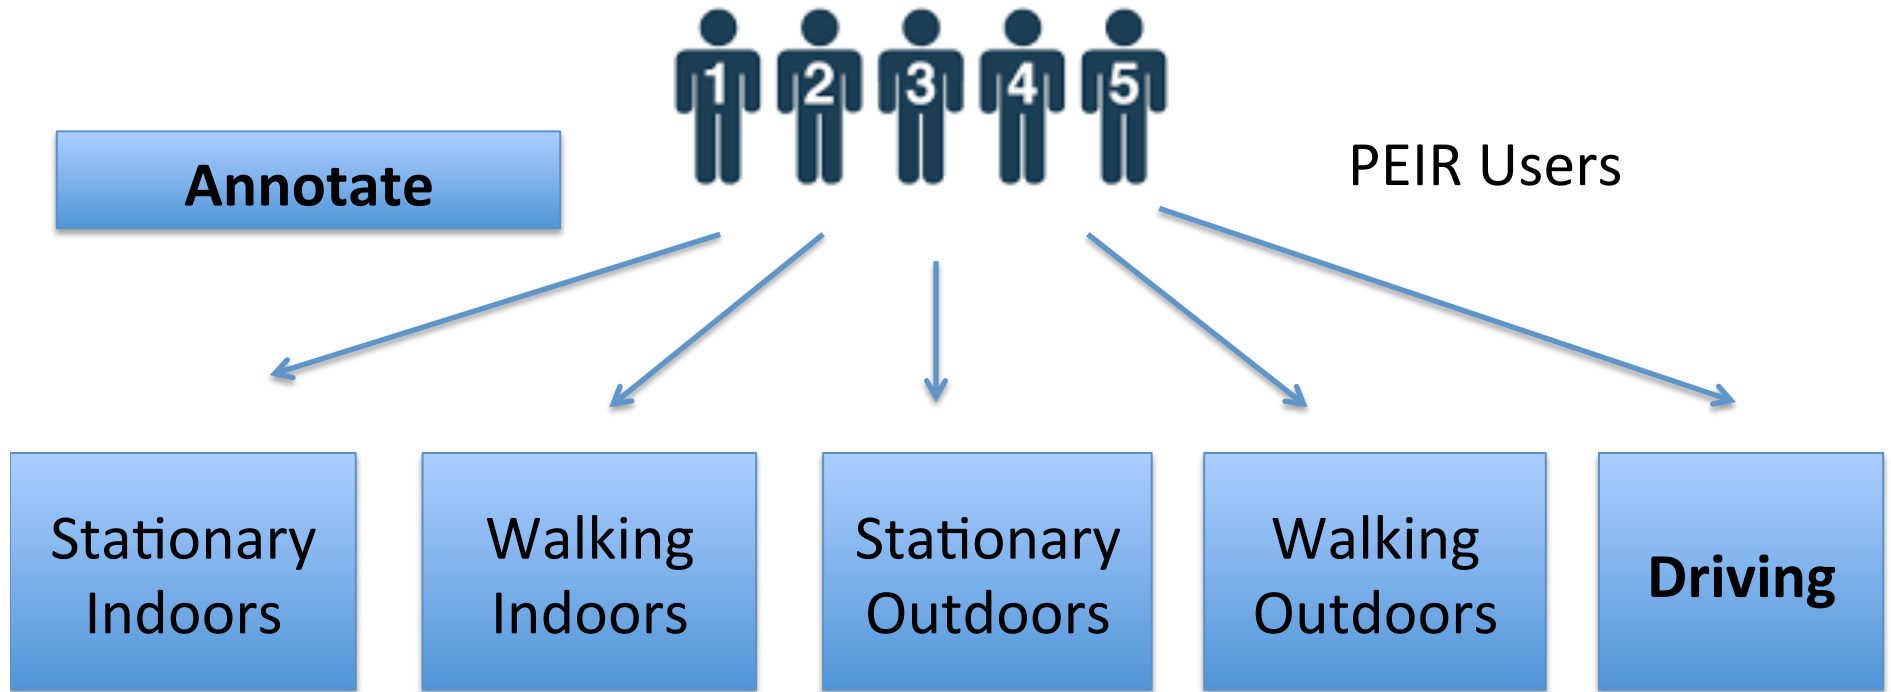 1 2 3 4 5
Annotate
PEIR Users
Stationary
Indoors
Walking
Indoors
Stationary
Outdoors
Walking
Outdoors
Driving